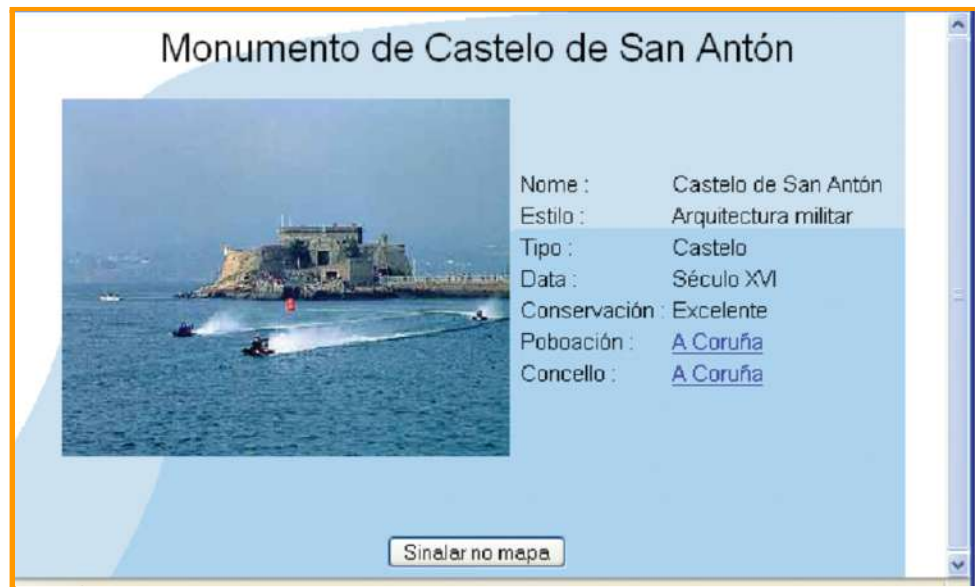 Monumento de Castelo de San Antón
Nome : Castelo de San Antón
Estilo : Arquitectura militar
Tipo : Castelo
Data : Século XVI
Conservación : Excelente
Poboación : A Coruña
Concello : A Coruña
Sinalar no mapa